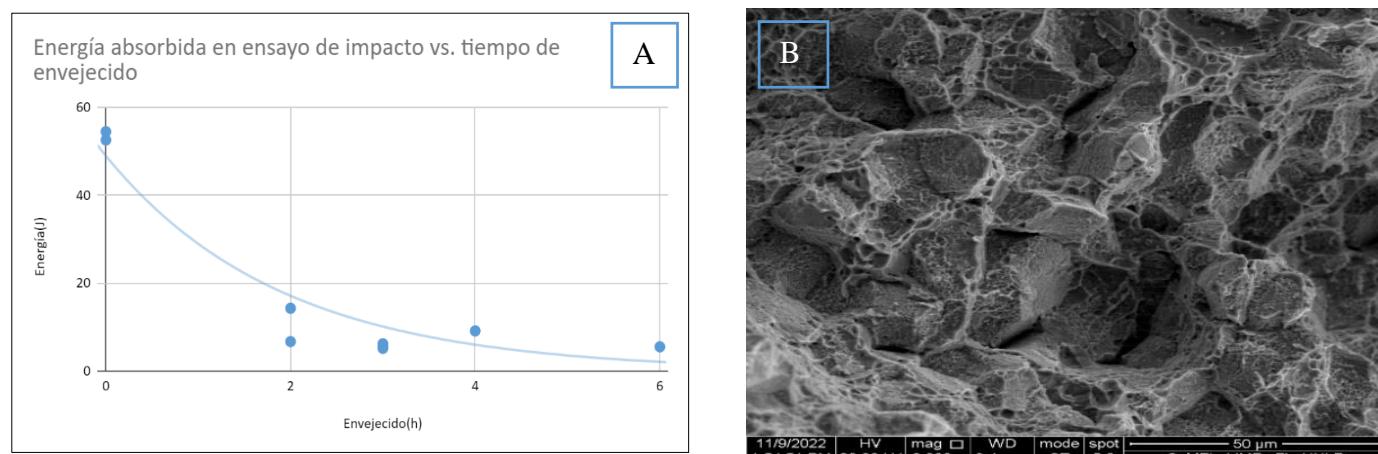 Energía absorbida en ensayo de impacto vs. tiempo de
envejecido
A
60
40
20
0
Energía(J)
0 2 4 6
Envejecido(h)
B
11/9/2022 HV mag WD mode spot 50 µm